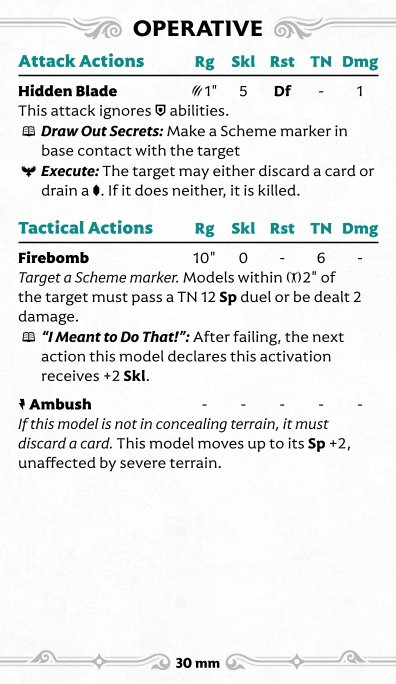 OPERATIVE
Attack Actions Rg Skl Rst TN Dmg
Hidden Blade 1" 5 Df - 1
This attack ignores abilities.
Draw Out Secrets: Make a Scheme marker in
base contact with the target
Execute: The target may either discard a card or
drain a . If it does neither, it is killed.
Tactical Actions Rg Skl Rst TN Dmg
Firebomb 10" 0 - 6 -
Target a Scheme marker. Models within 2" of
the target must pass a TN 12 Sp duel or be dealt 2
damage.
"I Meant to Do That!": After failing, the next
action this model declares this activation
receives +2 Skl.
Ambush - - - - -
If this model is not in concealing terrain, it must
discard a card. This model moves up to its Sp +2,
unaffected by severe terrain.
30 mm